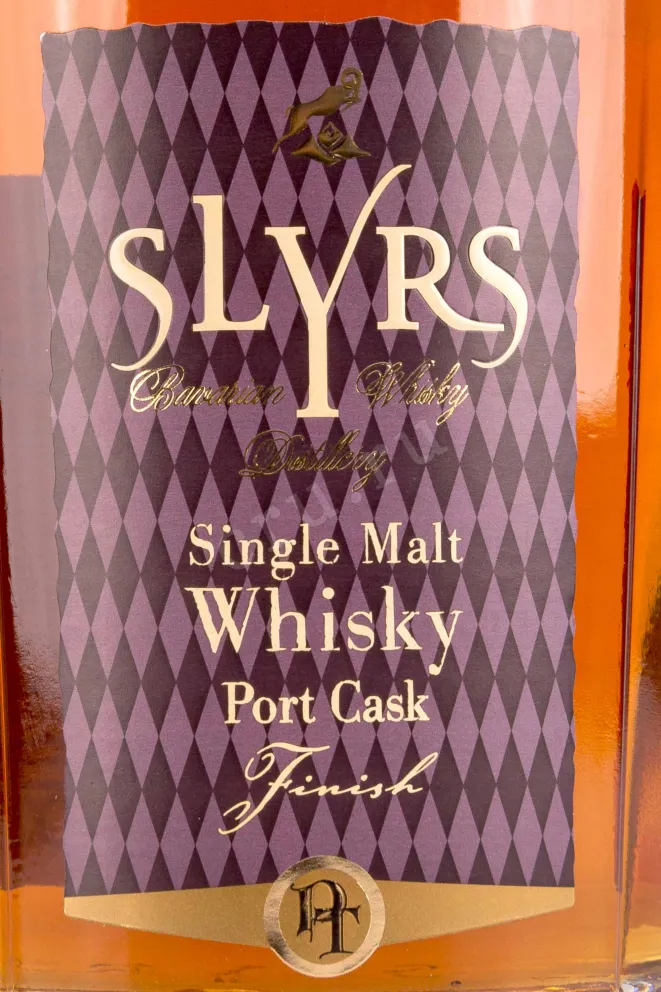 SLYRS
Bavarian Whisky
Distillery
Single Malt
Whisky
Port Cask
Finish